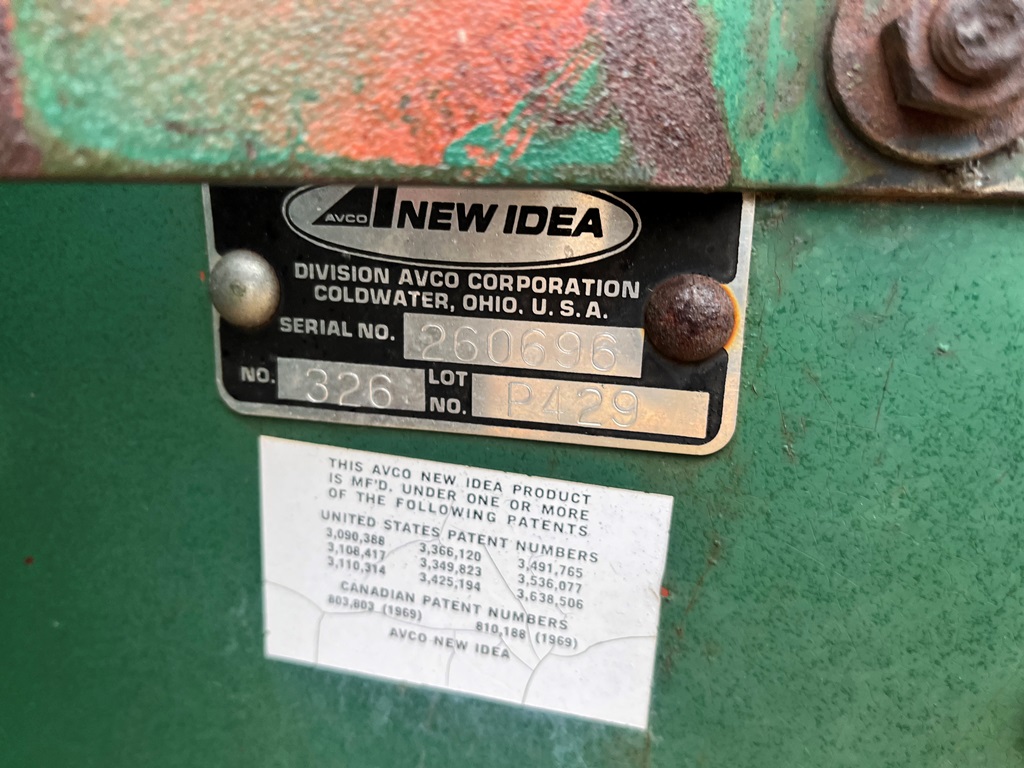 AVCO NEW IDEA
DIVISION AVCO CORPORATION
COLDWATER, OHIO. U. S. A.
SERIAL NO. 260696
NO. 326 LOT NO. P429
THIS AVCO NEW IDEA PRODUCT
IS MF'D. UNDER ONE OR MORE
OF THE FOLLOWING PATENTS
UNITED STATES PATENT NUMBERS
3,090,388 3,366,120 3,491,765
3,108,417 3,349,823 3,536,077
3,110,314 3,425,194 3,638,506
CANADIAN PATENT NUMBERS
803,603 (1969) 810,188 (1969)
AVCO NEW IDEA